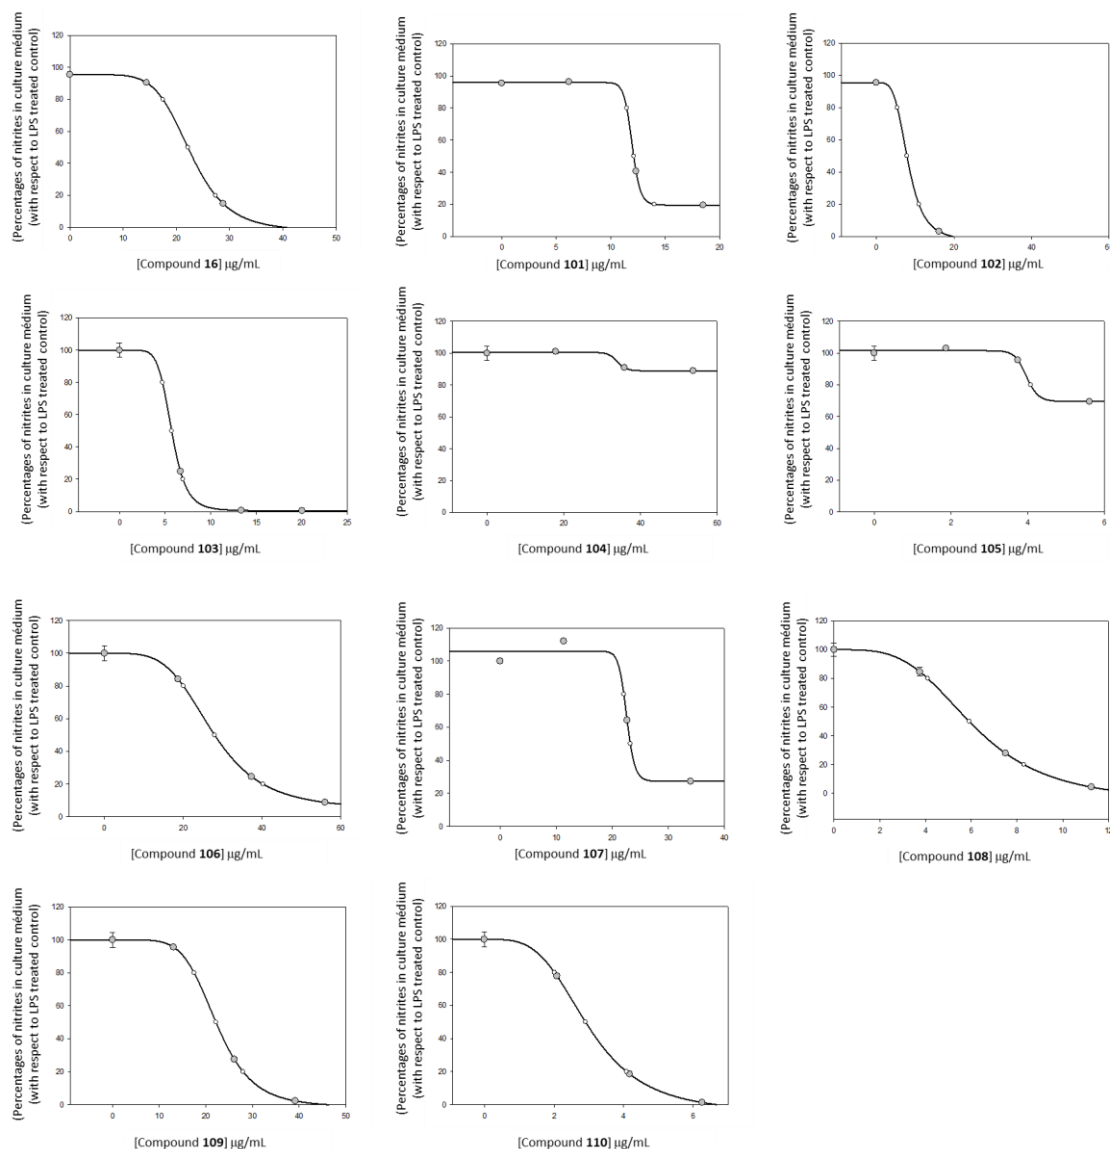 (Percentages of nitrites in culture médium
(with respect to LPS treated control)
120
100
80
60
40
20
0
0 10 20 30 40 50
[Compound 16] µg/mL
(Percentages of nitrites in culture médium
(with respect to LPS treated control)
120
100
80
60
40
20
0
0 5 10 15 20
[Compound 101] µg/mL
(Percentages of nitrites in culture médium
(with respect to LPS treated control)
120
100
80
60
40
20
0
0 20 40 6
[Compound 102] µg/mL
(Percentages of nitrites in culture médium
(with respect to LPS treated control)
120
100
80
60
40
20
0
0 5 10 15 20 25
[Compound 103] µg/mL
(Percentages of nitrites in culture médium
(with respect to LPS treated control)
120
100
80
60
40
20
0
0 20 40 60
[Compound 104] µg/mL
(Percentages of nitrites in culture médium
(with respect to LPS treated control)
120
100
80
60
40
20
0
0 2 4 6
[Compound 105] µg/mL
(Percentages of nitrites in culture médium
(with respect to LPS treated control)
120
100
80
60
40
20
0
0 20 40 60
[Compound 106] µg/mL
(Percentages of nitrites in culture médium
(with respect to LPS treated control)
120
100
80
60
40
20
0
0 10 20 30 40
[Compound 107] µg/mL
(Percentages of nitrites in culture médium
(with respect to LPS treated control)
120
100
80
60
40
20
0
0 2 4 6 8 10 12
[Compound 108] µg/mL
(Percentages of nitrites in culture médium
(with respect to LPS treated control)
120
100
80
60
40
20
0
0 10 20 30 40 50
[Compound 109] µg/mL
(Percentages of nitrites in culture médium
(with respect to LPS treated control)
120
100
80
60
40
20
0
0 2 4 6
[Compound 110] µg/mL